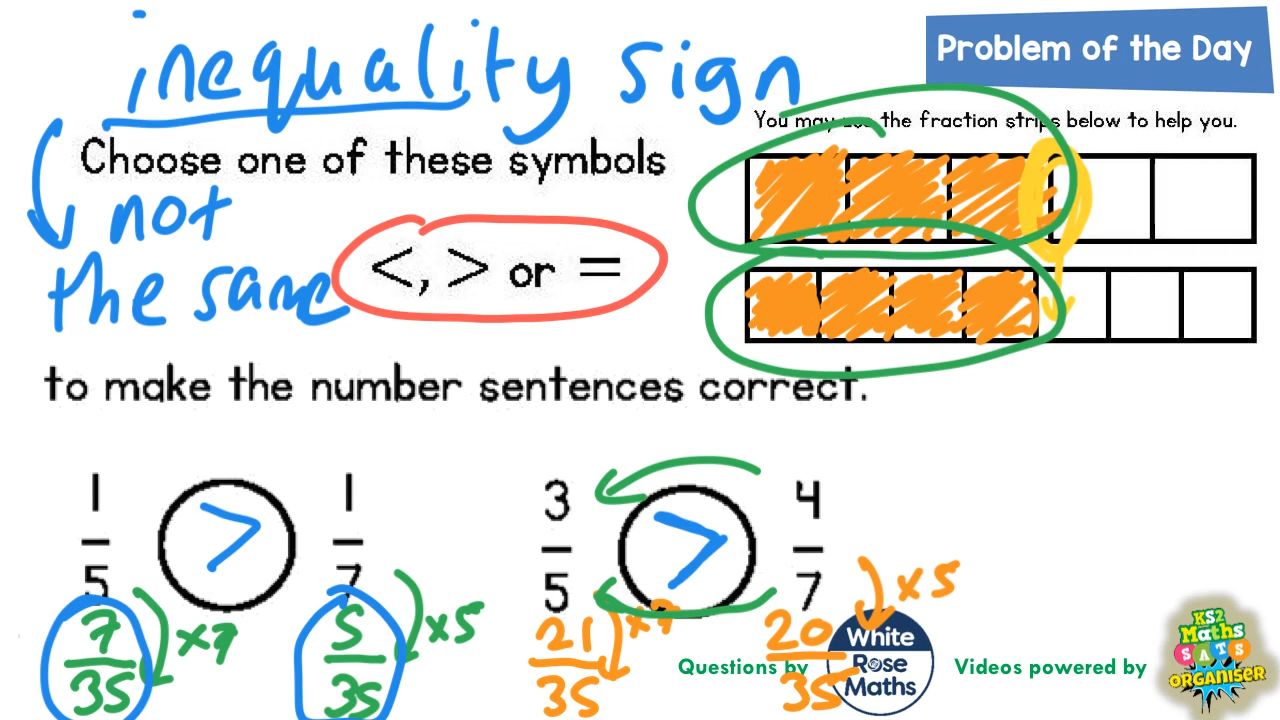 inequality sign
Problem of the Day
You may use the fraction strips below to help you.
Choose one of these symbols
not
the same
<, > or =
to make the number sentences correct.
1/5 > 1/7
3/5 > 4/7
7/35 ×7
5/35 ×5
21/35 ×7
20/35 ×5
Questions by
White
Rose
Maths
Videos powered by
KS2
Maths
SATS
ORGANISER